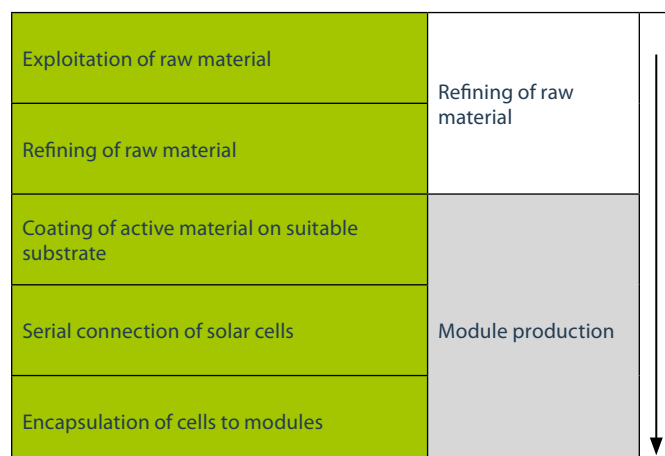 Exploitation of raw material
Refining of raw
material
Refining of raw material
Coating of active material on suitable
substrate
Serial connection of solar cells
Module production
Encapsulation of cells to modules